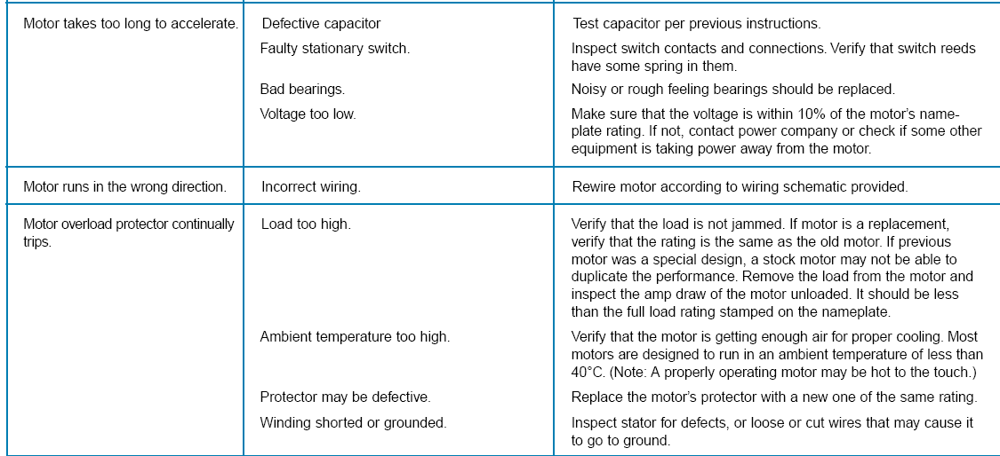 Motor takes too long to accelerate.
Defective capacitor
Test capacitor per previous instructions.
Faulty stationary switch.
Inspect switch contacts and connections. Verify that switch reeds
have some spring in them.
Bad bearings.
Noisy or rough feeling bearings should be replaced.
Voltage too low.
Make sure that the voltage is within 10% of the motor's name-
plate rating. If not, contact power company or check if some other
equipment is taking power away from the motor.
Motor runs in the wrong direction.
Incorrect wiring.
Rewire motor according to wiring schematic provided.
Motor overload protector continually
trips.
Load too high.
Verify that the load is not jammed. If motor is a replacement,
verify that the rating is the same as the old motor. If previous
motor was a special design, a stock motor may not be able to
duplicate the performance. Remove the load from the motor and
inspect the amp draw of the motor unloaded. It should be less
than the full load rating stamped on the nameplate.
Ambient temperature too high.
Verify that the motor is getting enough air for proper cooling. Most
motors are designed to run in an ambient temperature of less than
40°C. (Note: A properly operating motor may be hot to the touch.)
Protector may be defective.
Replace the motor's protector with a new one of the same rating.
Winding shorted or grounded.
Inspect stator for defects, or loose or cut wires that may cause it
to go to ground.